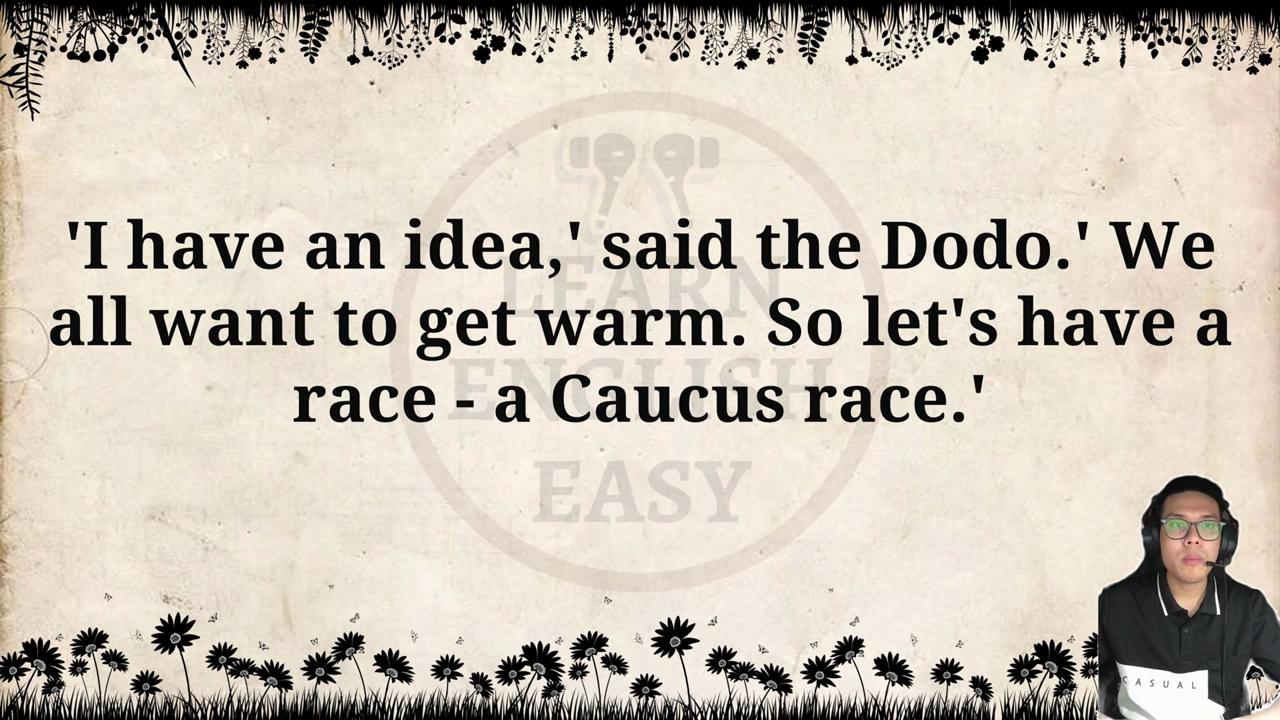 'I have an idea,' said the Dodo.' We
all want to get warm. So let's have a
race - a Caucus race.'
LEARN
ENGLISH
EASY
CASUAL